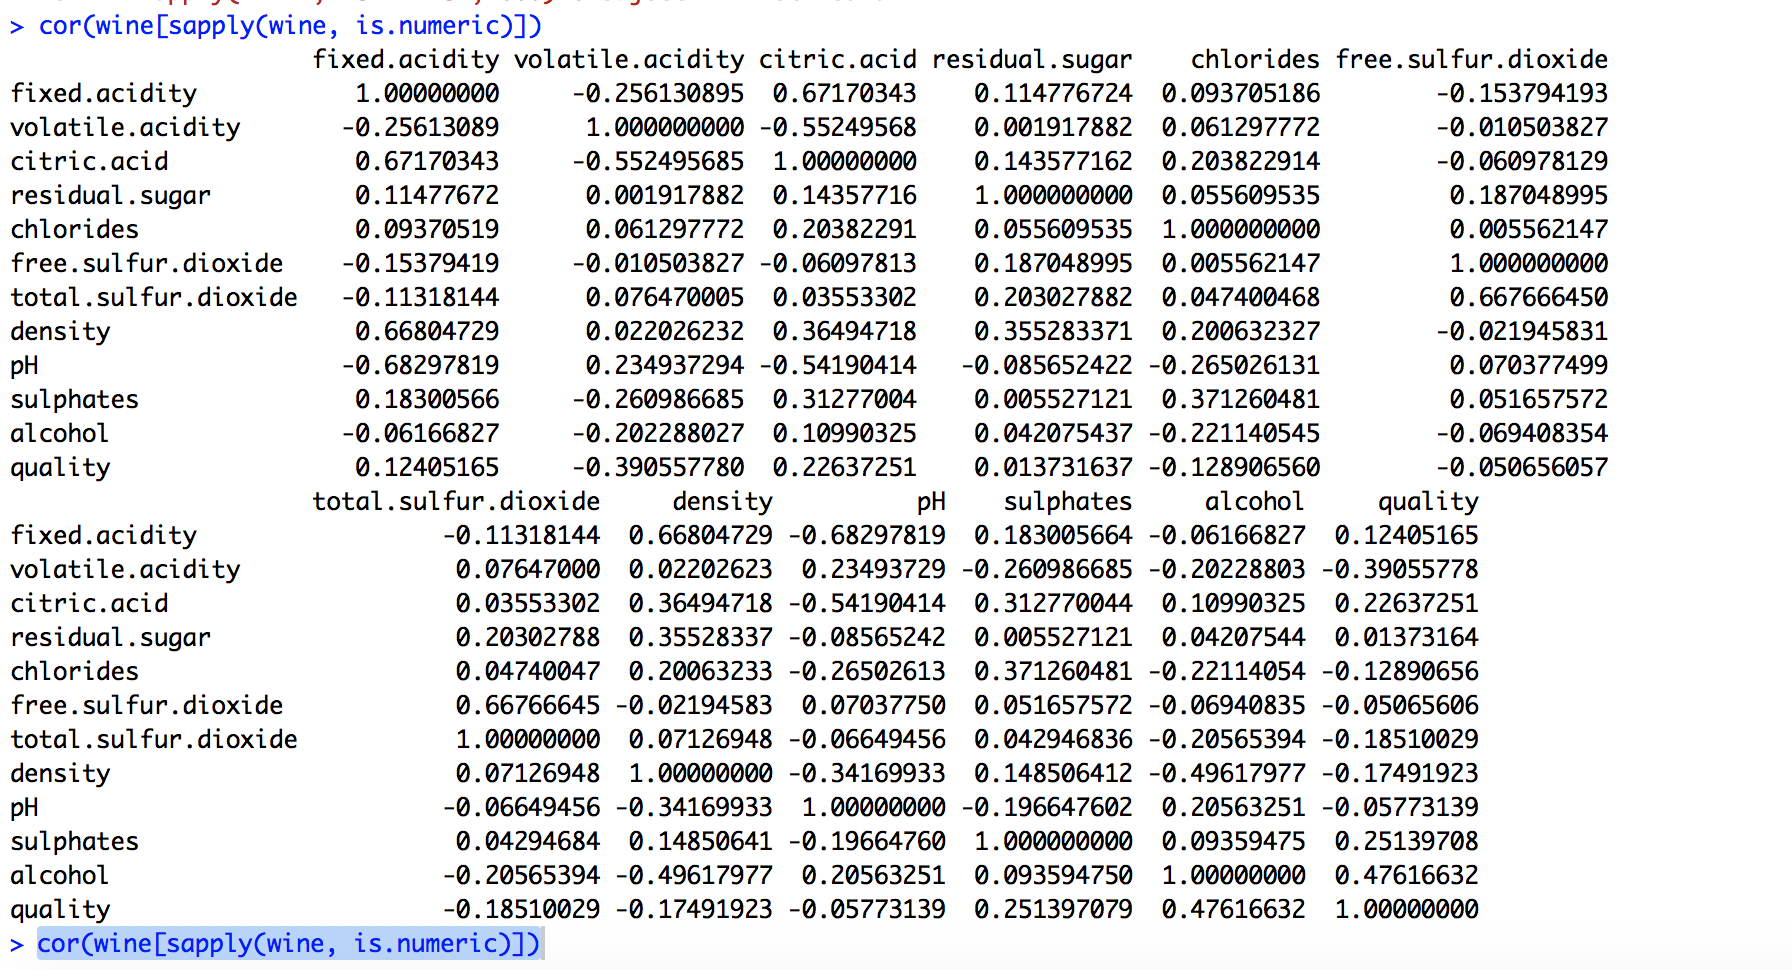 > cor(wine[sapply(wine, is.numeric)])
fixed.acidity volatile.acidity citric.acid residual.sugar chlorides free.sulfur.dioxide
fixed.acidity 1.00000000 -0.256130895 0.67170343 0.114776724 0.093705186 -0.153794193
volatile.acidity -0.25613089 1.000000000 -0.55249568 0.001917882 0.061297772 -0.010503827
citric.acid 0.67170343 -0.552495685 1.00000000 0.143577162 0.203822914 -0.060978129
residual.sugar 0.11477672 0.001917882 0.14357716 1.000000000 0.055609535 0.187048995
chlorides 0.09370519 0.061297772 0.20382291 0.055609535 1.000000000 0.005562147
free.sulfur.dioxide -0.15379419 -0.010503827 -0.06097813 0.187048995 0.005562147 1.000000000
total.sulfur.dioxide -0.11318144 0.076470005 0.03553302 0.203027882 0.047400468 0.667666450
density 0.66804729 0.022026232 0.36494718 0.355283371 0.200632327 -0.021945831
pH -0.68297819 0.234937294 -0.54190414 -0.085652422 -0.265026131 0.070377499
sulphates 0.18300566 -0.260986685 0.31277004 0.005527121 0.371260481 0.051657572
alcohol -0.06166827 -0.202288027 0.10990325 0.042075437 -0.221140545 -0.069408354
quality 0.12405165 -0.390557780 0.22637251 0.013731637 -0.128906560 -0.050656057
total.sulfur.dioxide density pH sulphates alcohol quality
fixed.acidity -0.11318144 0.66804729 -0.68297819 0.183005664 -0.06166827 0.12405165
volatile.acidity 0.07647000 0.02202623 0.23493729 -0.260986685 -0.20228803 -0.39055778
citric.acid 0.03553302 0.36494718 -0.54190414 0.312770044 0.10990325 0.22637251
residual.sugar 0.20302788 0.35528337 -0.08565242 0.005527121 0.04207544 0.01373164
chlorides 0.04740047 0.20063233 -0.26502613 0.371260481 -0.22114054 -0.12890656
free.sulfur.dioxide 0.66766645 -0.02194583 0.07037750 0.051657572 -0.06940835 -0.05065606
total.sulfur.dioxide 1.00000000 0.07126948 -0.06649456 0.042946836 -0.20565394 -0.18510029
density 0.07126948 1.00000000 -0.34169933 0.148506412 -0.49617977 -0.17491923
pH -0.06649456 -0.34169933 1.00000000 -0.196647602 0.20563251 -0.05773139
sulphates 0.04294684 0.14850641 -0.19664760 1.000000000 0.09359475 0.25139708
alcohol -0.20565394 -0.49617977 0.20563251 0.093594750 1.00000000 0.47616632
quality -0.18510029 -0.17491923 -0.05773139 0.251397079 0.47616632 1.00000000
> cor(wine[sapply(wine, is.numeric)])